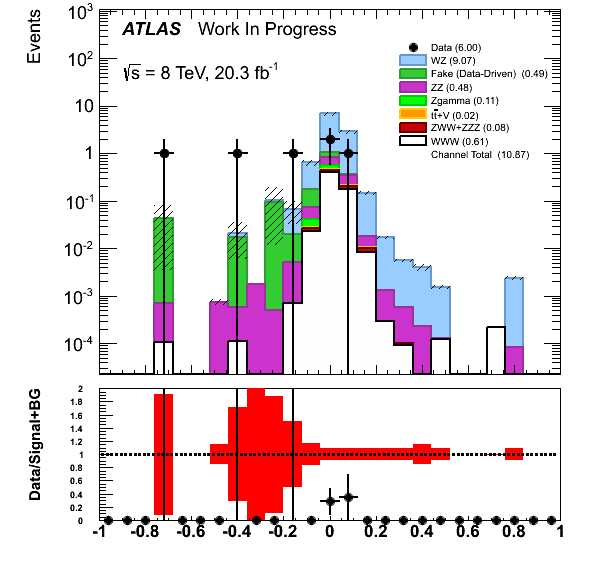 Events
10³
10²
10
1
10⁻¹
10⁻²
10⁻³
10⁻⁴
ATLAS Work In Progress
√s = 8 TeV, 20.3 fb⁻¹
Data (6.00)
WZ (9.07)
Fake (Data-Driven) (0.49)
ZZ (0.48)
Zgamma (0.11)
tt̄+V (0.02)
ZWW+ZZZ (0.08)
WWW (0.61)
Channel Total (10.87)
Data/Signal+BG
2
1.8
1.6
1.4
1.2
1
0.8
0.6
0.4
0.2
0
-1 -0.8 -0.6 -0.4 -0.2 0 0.2 0.4 0.6 0.8 1